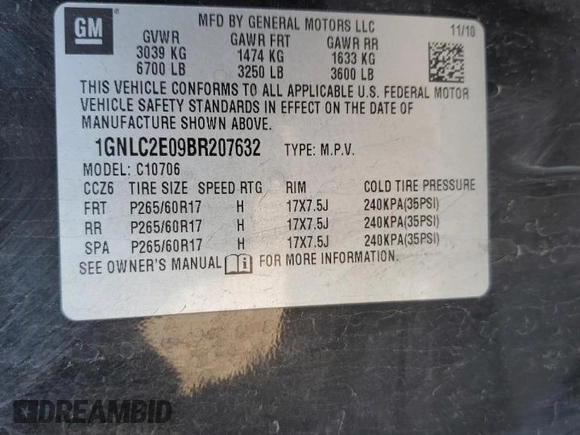 GM
MFD BY GENERAL MOTORS LLC
11/10
GVWR GAWR FRT GAWR RR
3039 KG 1474 KG 1633 KG
6700 LB 3250 LB 3600 LB
THIS VEHICLE CONFORMS TO ALL APPLICABLE U.S. FEDERAL MOTOR
VEHICLE SAFETY STANDARDS IN EFFECT ON THE DATE OF
MANUFACTURE SHOWN ABOVE.
1GNLC2E09BR207632 TYPE: M.P.V.
MODEL: C10706
CCZ6 TIRE SIZE SPEED RTG RIM COLD TIRE PRESSURE
FRT P265/60R17 H 17X7.5J 240KPA(35PSI)
RR P265/60R17 H 17X7.5J 240KPA(35PSI)
SPA P265/60R17 H 17X7.5J 240KPA(35PSI)
SEE OWNER'S MANUAL i FOR MORE INFORMATION.
DREAMBID